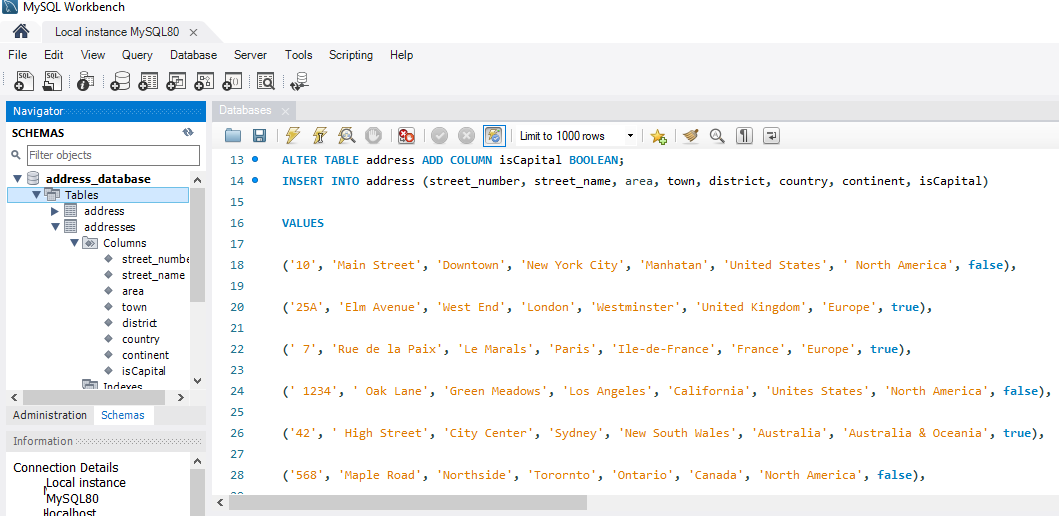 MySQL Workbench
Local instance MySQL80
File Edit View Query Database Server Tools Scripting Help
Navigator
SCHEMAS
Filter objects
address_database
Tables
address
addresses
Columns
street_numbe
street_name
area
town
district
country
continent
isCapital
Indexes
Administration Schemas
Information
Connection Details
Local instance
MySQL80
localhost
Databases
Limit to 1000 rows
13 ALTER TABLE address ADD COLUMN isCapital BOOLEAN;
14 INSERT INTO address (street_number, street_name, area, town, district, country, continent, isCapital)
15
16 VALUES
17
18 ('10', 'Main Street', 'Downtown', 'New York City', 'Manhatan', 'United States', ' North America', false),
19
20 ('25A', 'Elm Avenue', 'West End', 'London', 'Westminster', 'United Kingdom', 'Europe', true),
21
22 (' 7', 'Rue de la Paix', 'Le Marals', 'Paris', 'Ile-de-France', 'France', 'Europe', true),
23
24 (' 1234', ' Oak Lane', 'Green Meadows', 'Los Angeles', 'California', 'Unites States', 'North America', false),
25
26 ('42', ' High Street', 'City Center', 'Sydney', 'New South Wales', 'Australia', 'Australia & Oceania', true),
27
28 ('568', 'Maple Road', 'Northside', 'Torornto', 'Ontario', 'Canada', 'North America', false),